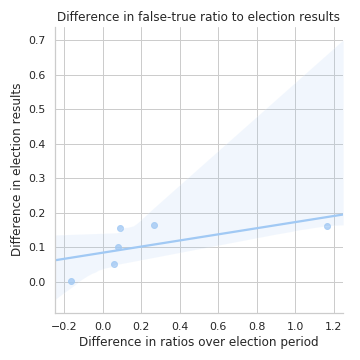 Difference in false-true ratio to election results
Difference in election results
0.7
0.6
0.5
0.4
0.3
0.2
0.1
0.0
−0.2 0.0 0.2 0.4 0.6 0.8 1.0 1.2
Difference in ratios over election period